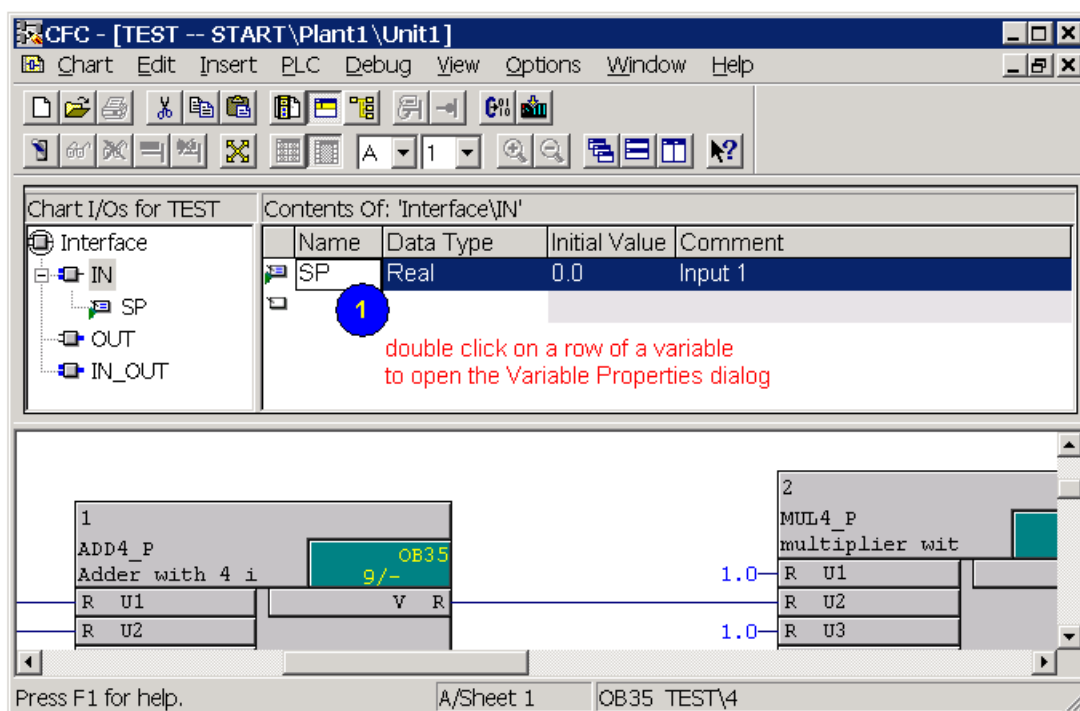 CFC - [TEST -- START\Plant1\Unit1]
Chart Edit Insert PLC Debug View Options Window Help
A 1
Chart I/Os for TEST
Contents Of: 'Interface\IN'
Interface
IN
SP
OUT
IN_OUT
Name Data Type Initial Value Comment
SP Real 0.0 Input 1
1
double click on a row of a variable
to open the Variable Properties dialog
1
ADD4_P
Adder with 4 i
OB35
9/-
R U1
R U2
V R
2
MUL4_P
multiplier wit
1.0 R U1
R U2
1.0 R U3
Press F1 for help. A/Sheet 1 OB35 TEST\4